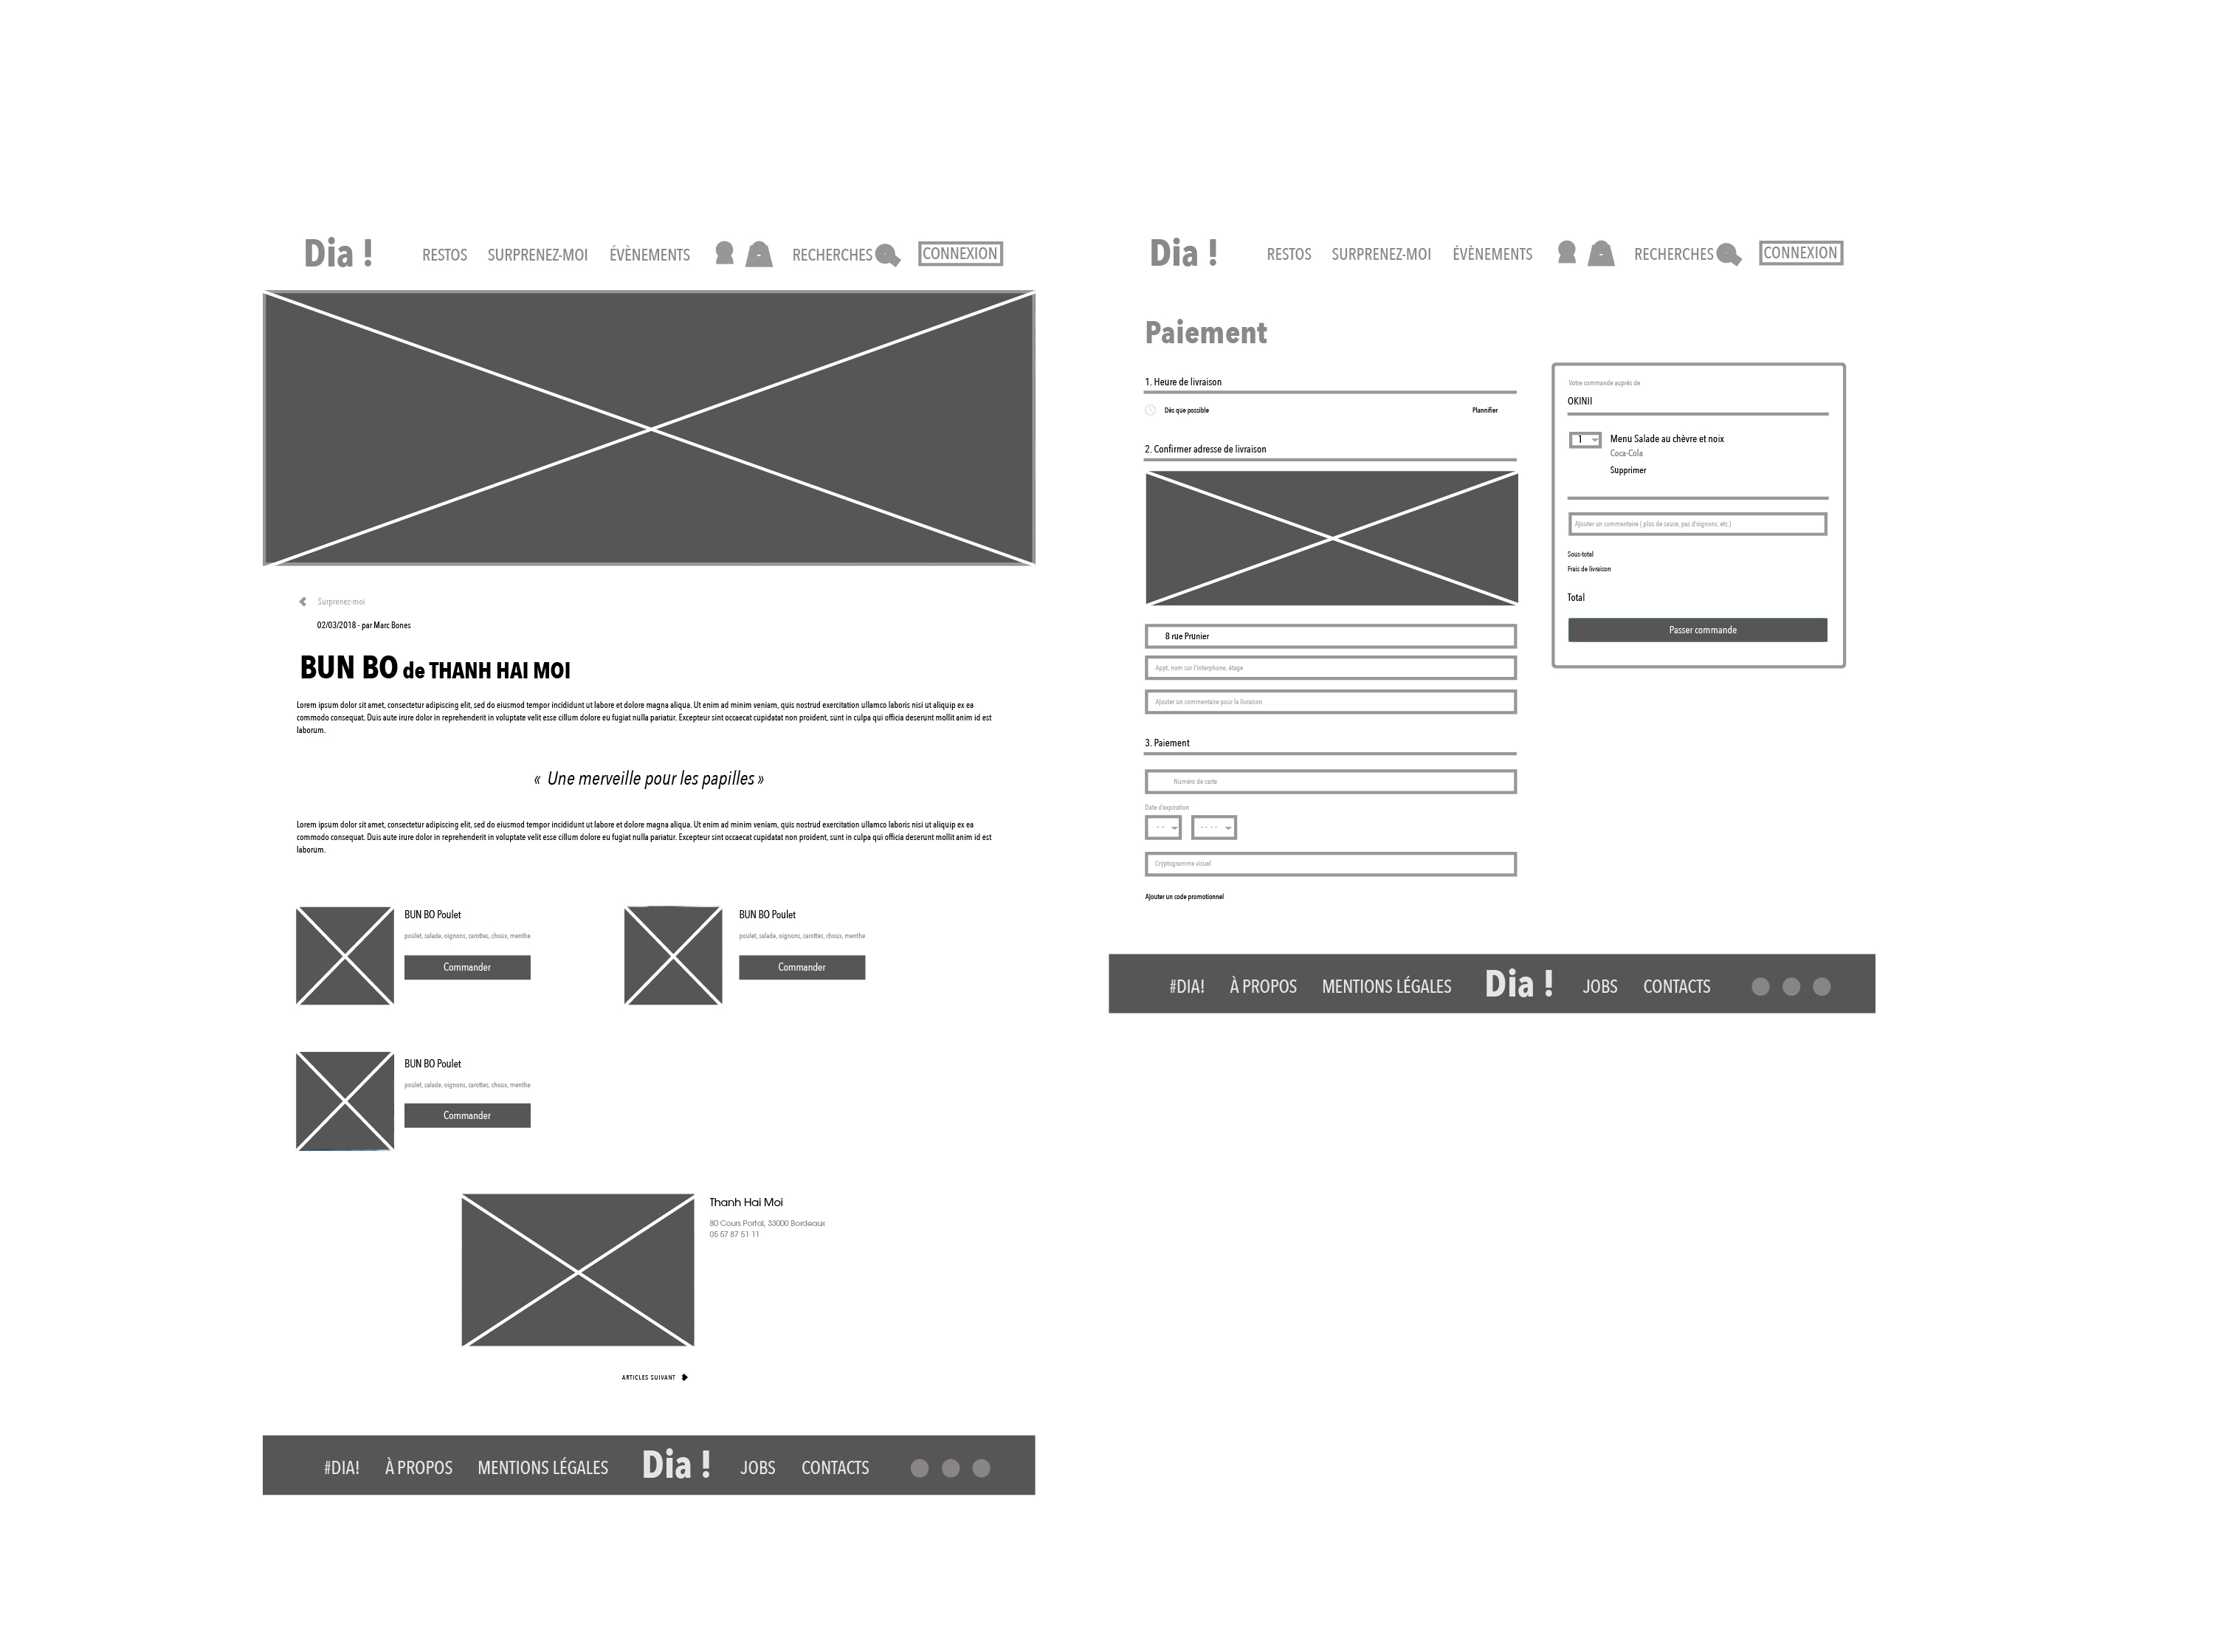 Dia !
RESTOS
SURPRENEZ-MOI
ÉVÈNEMENTS
RECHERCHES
CONNEXION
Surprenez-moi
02/03/2018 - par Marc Bones
BUN BO de THANH HAI MOI
Lorem ipsum dolor sit amet, consectetur adipiscing elit, sed do eiusmod tempor incididunt ut labore et dolore magna aliqua. Ut enim ad minim veniam, quis nostrud exercitation ullamco laboris nisi ut aliquip ex ea
commodo consequat. Duis aute irure dolor in reprehenderit in voluptate velit esse cillum dolore eu fugiat nulla pariatur. Excepteur sint occaecat cupidatat non proident, sunt in culpa qui officia deserunt mollit anim id est
laborum.
« Une merveille pour les papilles »
Lorem ipsum dolor sit amet, consectetur adipiscing elit, sed do eiusmod tempor incididunt ut labore et dolore magna aliqua. Ut enim ad minim veniam, quis nostrud exercitation ullamco laboris nisi ut aliquip ex ea
commodo consequat. Duis aute irure dolor in reprehenderit in voluptate velit esse cillum dolore eu fugiat nulla pariatur. Excepteur sint occaecat cupidatat non proident, sunt in culpa qui officia deserunt mollit anim id est
laborum.
BUN BO Poulet
poulet, salade, oignons, carottes, choux, menthe
Commander
BUN BO Poulet
poulet, salade, oignons, carottes, choux, menthe
Commander
BUN BO Poulet
poulet, salade, oignons, carottes, choux, menthe
Commander
Thanh Hai Moi
80 Cours Portal, 33000 Bordeaux
05 57 87 51 11
ARTICLES SUIVANT
#DIA!
À PROPOS
MENTIONS LÉGALES
Dia !
JOBS
CONTACTS
Dia !
RESTOS
SURPRENEZ-MOI
ÉVÈNEMENTS
RECHERCHES
CONNEXION
Paiement
1. Heure de livraison
Dès que possible
Plannifier
2. Confirmer adresse de livraison
8 rue Prunier
Appt, nom sur l'interphone, étage
Ajouter un commentaire pour la livraison
3. Paiement
Numéro de carte
Date d'expiration
- -
- - - -
Cryptogramme visuel
Ajouter un code promotionnel
Votre commande auprès de
OKINII
1
Menu Salade au chèvre et noix
Coca-Cola
Supprimer
Ajouter un commentaire ( plus de sauce, pas d'oignons, etc.)
Sous-total
Frais de livraison
Total
Passer commande
#DIA!
À PROPOS
MENTIONS LÉGALES
Dia !
JOBS
CONTACTS